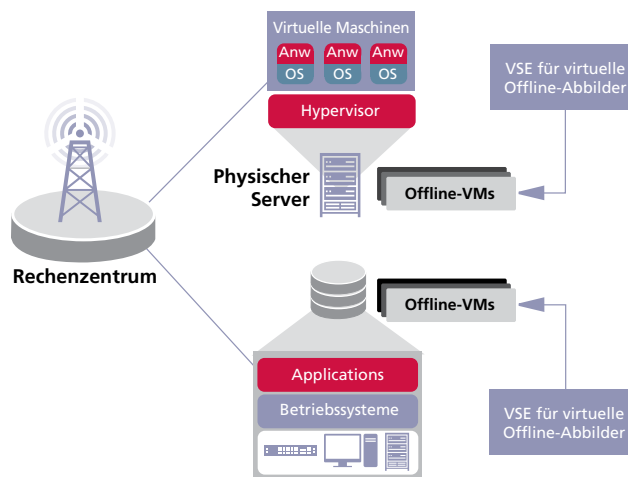 Virtuelle Maschinen
Anw Anw Anw
OS OS OS
Hypervisor
VSE für virtuelle
Offline-Abbilder
Physischer
Server
Offline-VMs
Rechenzentrum
Offline-VMs
Applications
Betriebssysteme
VSE für virtuelle
Offline-Abbilder